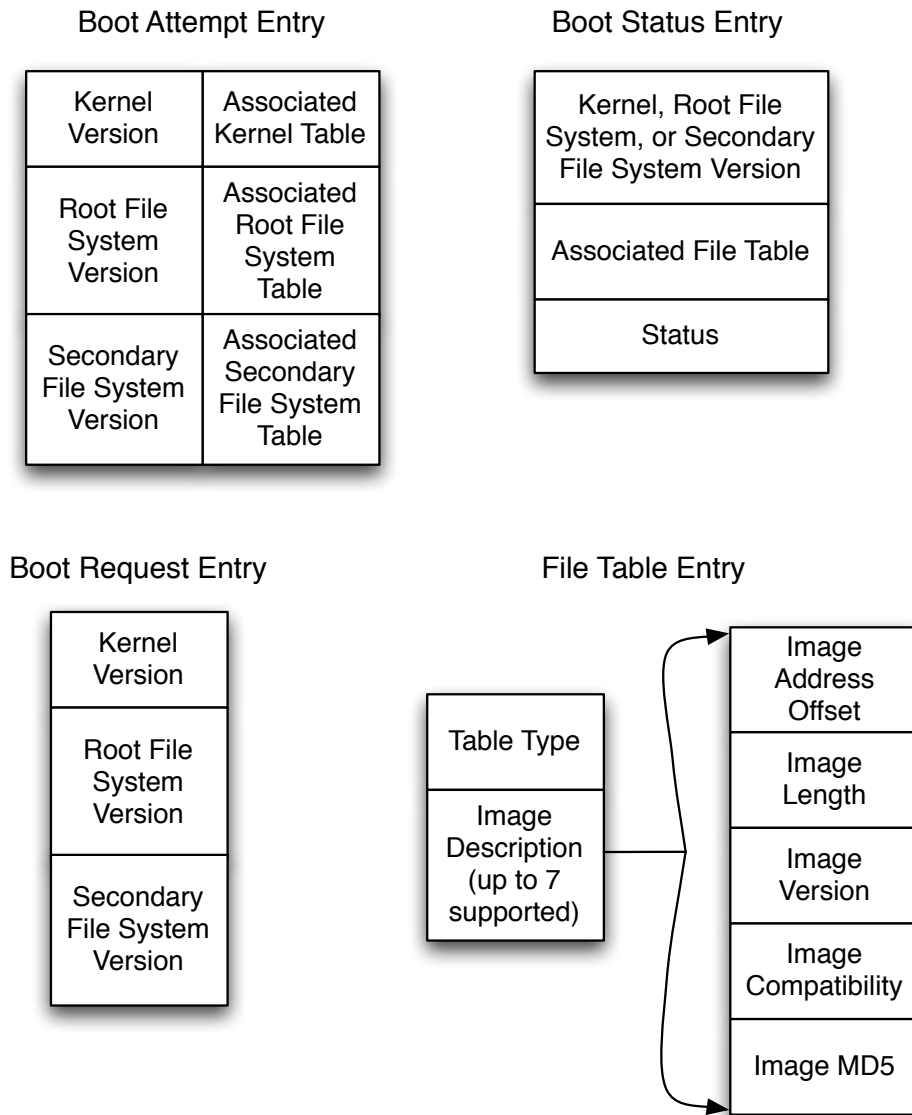 Boot Attempt Entry
Kernel
Version
Associated
Kernel Table
Root File
System
Version
Associated
Root File
System
Table
Secondary
File System
Version
Associated
Secondary
File System
Table
Boot Status Entry
Kernel, Root File
System, or Secondary
File System Version
Associated File Table
Status
Boot Request Entry
Kernel
Version
Root File
System
Version
Secondary
File System
Version
File Table Entry
Table Type
Image
Description
(up to 7
supported)
Image
Address
Offset
Image
Length
Image
Version
Image
Compatibility
Image MD5